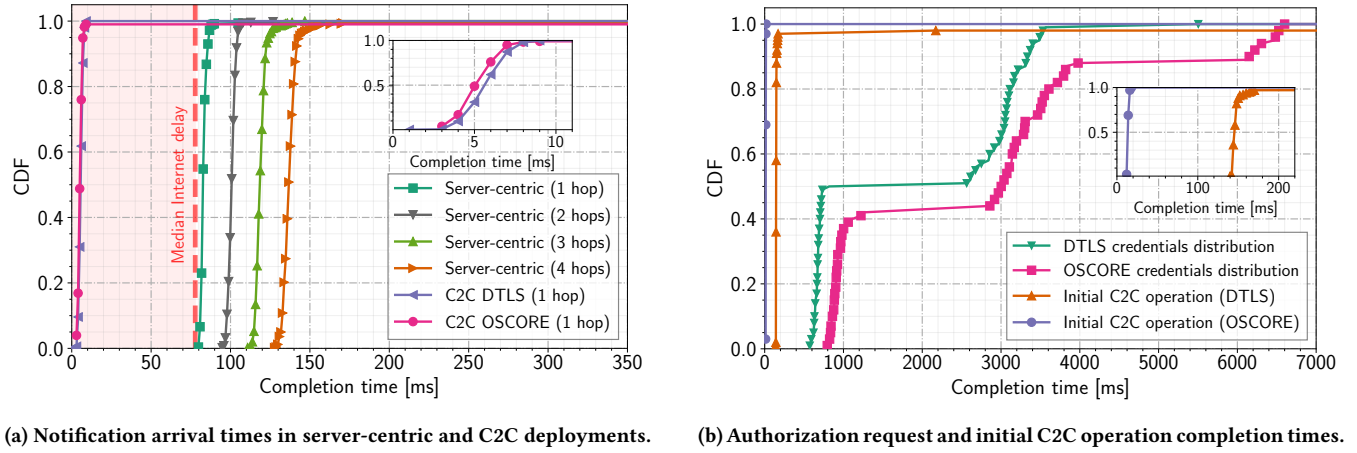 1.0
0.8
0.6
0.4
0.2
0.0
CDF
0
50
100
150
200
250
300
350
Completion time [ms]
Median Internet delay
1.0
0.5
5
10
Completion time [ms]
Server-centric (1 hop)
Server-centric (2 hops)
Server-centric (3 hops)
Server-centric (4 hops)
C2C DTLS (1 hop)
C2C OSCORE (1 hop)
(a) Notification arrival times in server-centric and C2C deployments.
1.0
0.8
0.6
0.4
0.2
0.0
CDF
0
1000
2000
3000
4000
5000
6000
7000
Completion time [ms]
1.0
0.5
0
100
200
Completion time [ms]
DTLS credentials distribution
OSCORE credentials distribution
Initial C2C operation (DTLS)
Initial C2C operation (OSCORE)
(b) Authorization request and initial C2C operation completion times.